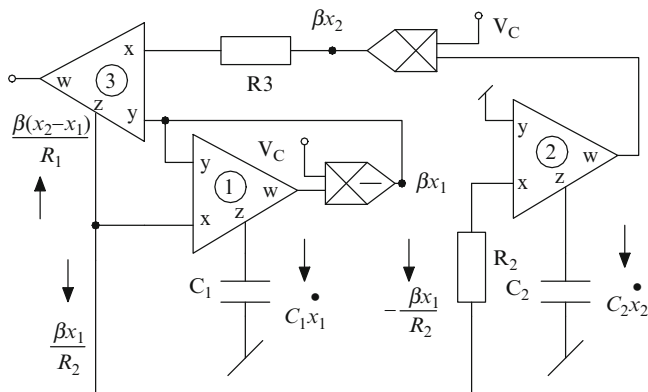 βx₂
V_C
x
w
3
z
y
R3
β(x₂−x₁)
R₁
V_C
y
1
w
x
z
βx₁
y
2
w
x
z
C₁
C₁ẋ₁
βx₁
R₂
−βx₁
R₂
R₂
C₂
C₂ẋ₂